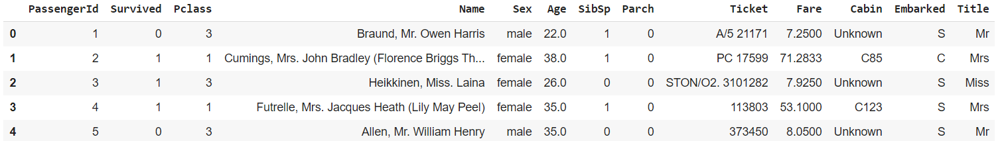 PassengerId Survived Pclass Name Sex Age SibSp Parch Ticket Fare Cabin Embarked Title
0 1 0 3 Braund, Mr. Owen Harris male 22.0 1 0 A/5 21171 7.2500 Unknown S Mr
1 2 1 1 Cumings, Mrs. John Bradley (Florence Briggs Th... female 38.0 1 0 PC 17599 71.2833 C85 C Mrs
2 3 1 3 Heikkinen, Miss. Laina female 26.0 0 0 STON/O2. 3101282 7.9250 Unknown S Miss
3 4 1 1 Futrelle, Mrs. Jacques Heath (Lily May Peel) female 35.0 1 0 113803 53.1000 C123 S Mrs
4 5 0 3 Allen, Mr. William Henry male 35.0 0 0 373450 8.0500 Unknown S Mr